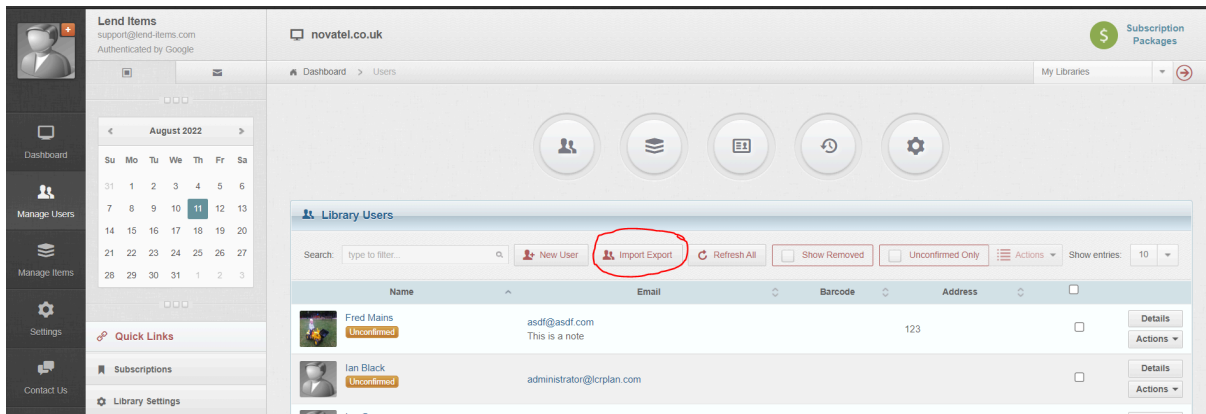 Lend Items
support@lend-items.com
Authenticated by Google
novatel.co.uk
Subscription
Packages
Dashboard > Users
My Libraries
Dashboard
Manage Users
Manage Items
Settings
Contact Us
< August 2022 >
Su Mo Tu We Th Fr Sa
31 1 2 3 4 5 6
7 8 9 10 11 12 13
14 15 16 17 18 19 20
21 22 23 24 25 26 27
28 29 30 31 1 2 3
Quick Links
Subscriptions
Library Settings
Library Users
Search: type to filter... New User Import Export Refresh All Show Removed Unconfirmed Only Actions Show entries: 10
Name Email Barcode Address
Fred Mains
Unconfirmed
asdf@asdf.com
This is a note
123
Details
Actions
Ian Black
Unconfirmed
administrator@lcrplan.com
Details
Actions